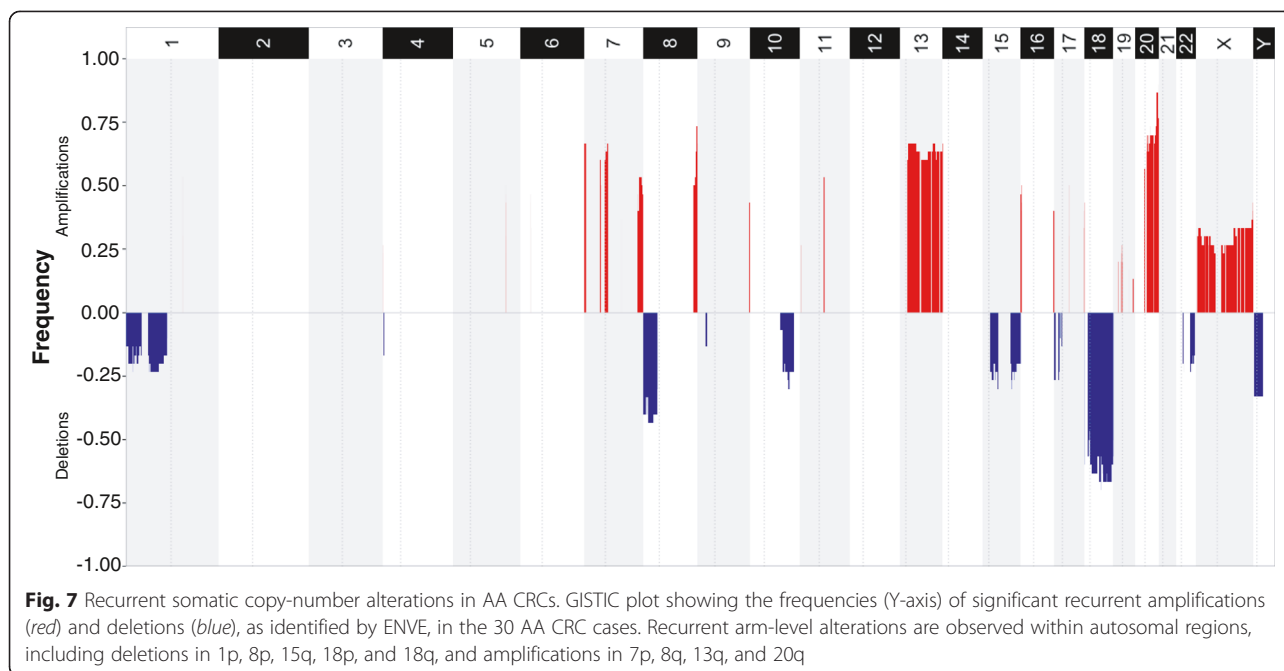 1 2 3 4 5 6 7 8 9 10 11 12 13 14 15 16 17 18 19 20 21 22 X Y
1.00
0.75
0.50
0.25
0.00
-0.25
-0.50
-0.75
-1.00
Amplifications
Frequency
Deletions
Fig. 7 Recurrent somatic copy-number alterations in AA CRCs. GISTIC plot showing the frequencies (Y-axis) of significant recurrent amplifications
(red) and deletions (blue), as identified by ENVE, in the 30 AA CRC cases. Recurrent arm-level alterations are observed within autosomal regions,
including deletions in 1p, 8p, 15q, 18p, and 18q, and amplifications in 7p, 8q, 13q, and 20q